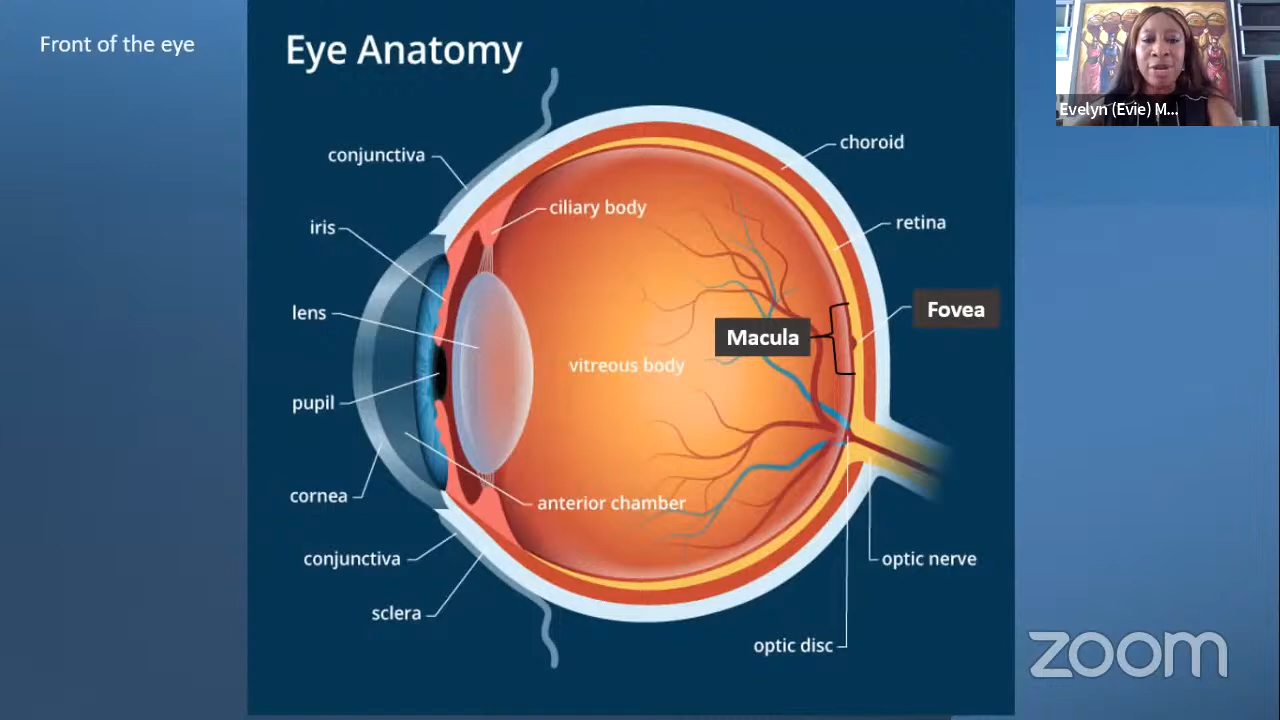 Front of the eye
Eye Anatomy
Evelyn (Evie) M...
conjunctiva
choroid
iris
ciliary body
retina
lens
Fovea
Macula
vitreous body
pupil
cornea
anterior chamber
conjunctiva
optic nerve
sclera
optic disc
zoom